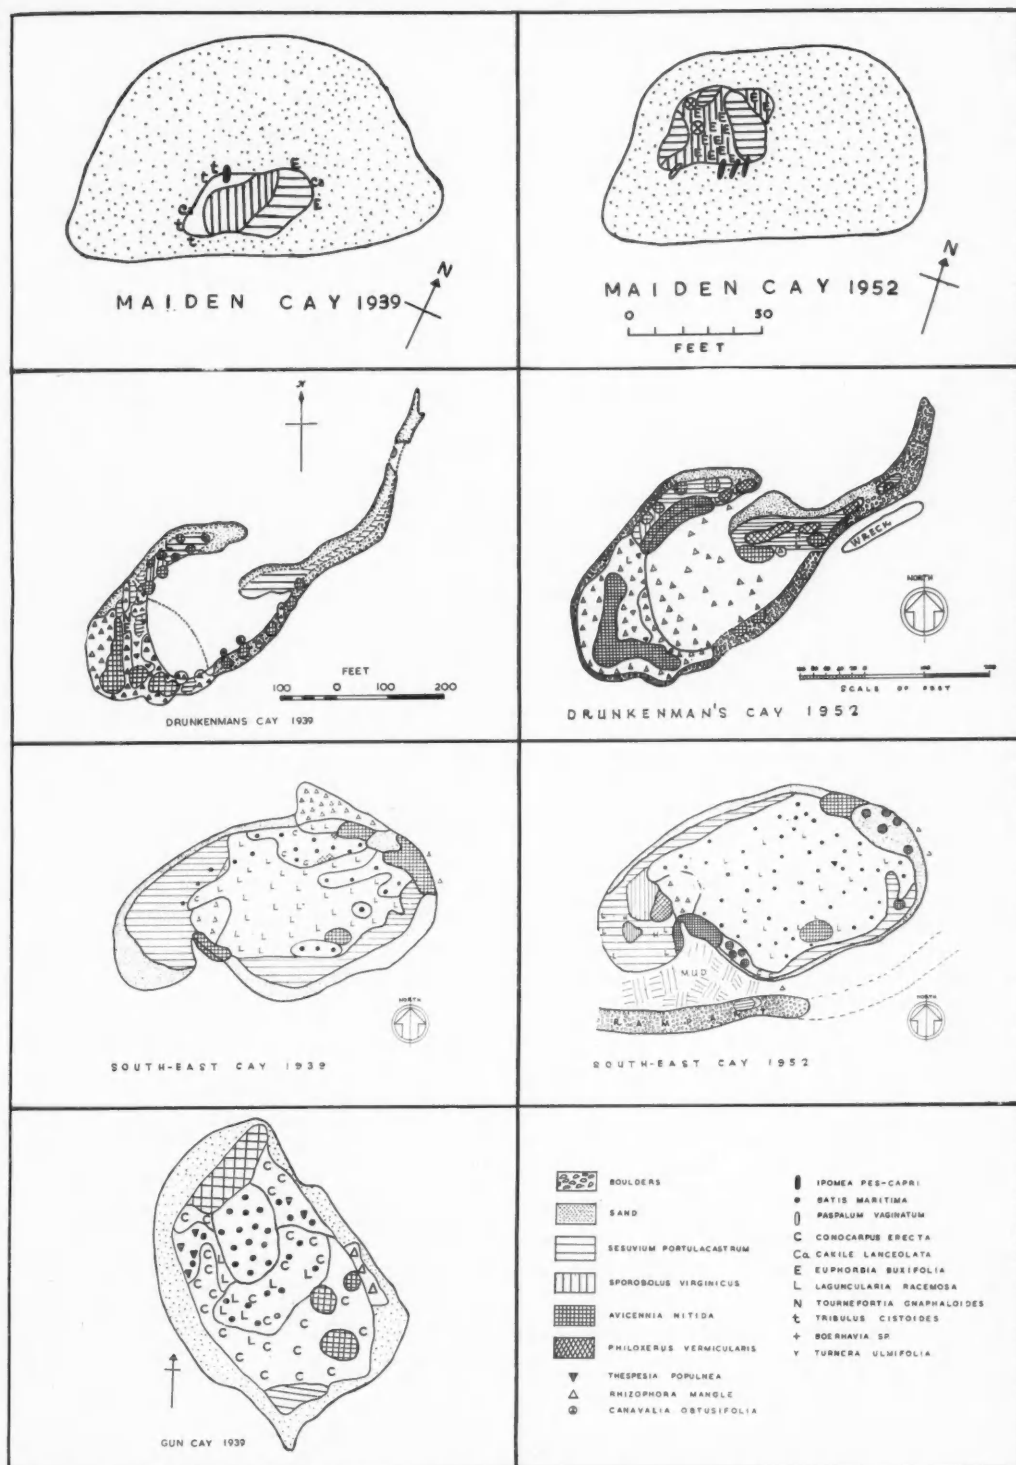 MAIDEN CAY 1939
N
MAIDEN CAY 1952
0 50
FEET
N
DRUNKENMANS CAY 1939
N
FEET
100 0 100 200
WRECK
NORTH
SCALE OF FEET
DRUNKENMAN'S CAY 1952
NORTH
SOUTH-EAST CAY 1939
MUD
NORTH
SOUTH-EAST CAY 1952
GUN CAY 1939
BOULDERS
SAND
SESUVIUM PORTULACASTRUM
SPOROBOLUS VIRGINICUS
AVICENNIA NITIDA
PHILOXERUS VERMICULARIS
THESPESIA POPULNEA
RHIZOPHORA MANGLE
CANAVALIA OBTUSIFOLIA
IPOMEA PES-CAPRI
BATIS MARITIMA
PASPALUM VAGINATUM
C CONOCARPUS ERECTA
Ca CAKILE LANCEOLATA
E EUPHORBIA BUXIFOLIA
L LAGUNCULARIA RACEMOSA
N TOURNEFORTIA GNAPHALOIDES
t TRIBULUS CISTOIDES
+ BOERHAVIA SP.
Y TURNERA ULMIFOLIA